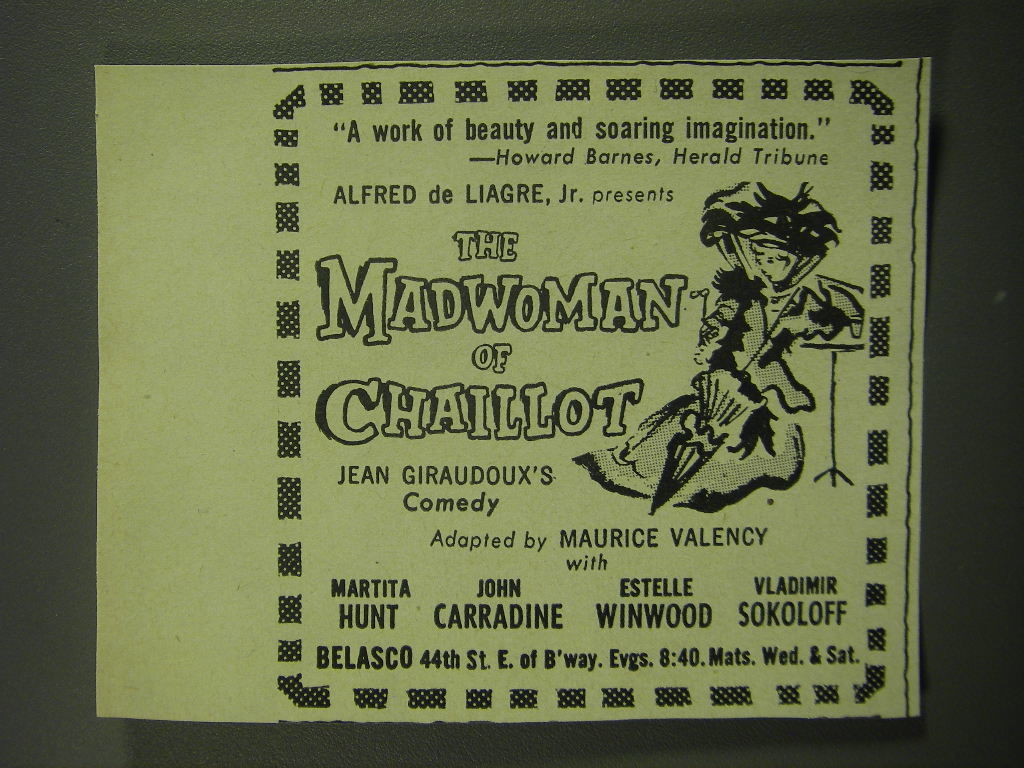 "A work of beauty and soaring imagination."
—Howard Barnes, Herald Tribune
ALFRED de LIAGRE, Jr. presents
THE
MADWOMAN
OF
CHAILLOT
JEAN GIRAUDOUX'S
Comedy
Adapted by MAURICE VALENCY
with
MARTITA JOHN ESTELLE VLADIMIR
HUNT CARRADINE WINWOOD SOKOLOFF
BELASCO 44th St. E. of B'way. Evgs. 8:40. Mats. Wed. & Sat.